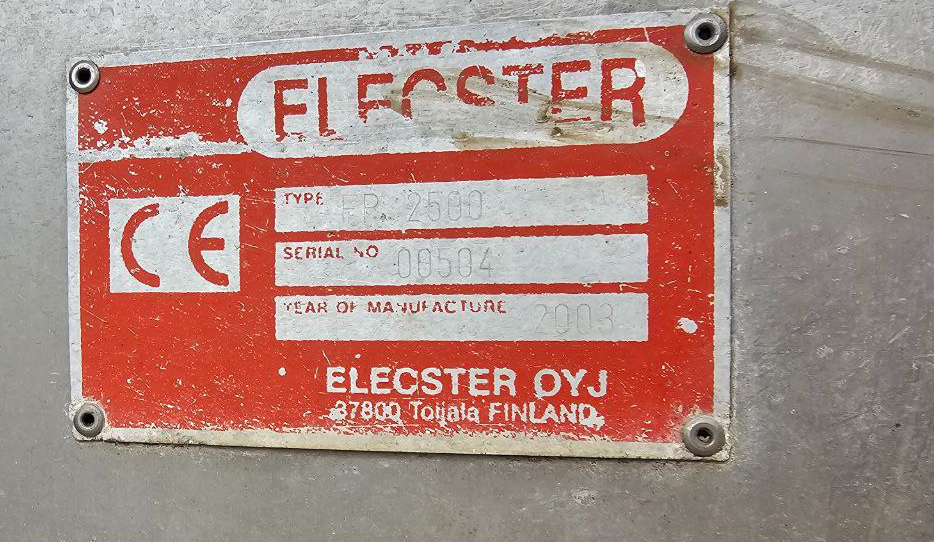 ELECSTER
CE
TYPE 2500
SERIAL NO 00504
YEAR OF MANUFACTURE 2003
ELECSTER OYJ
37800 Toijala FINLAND